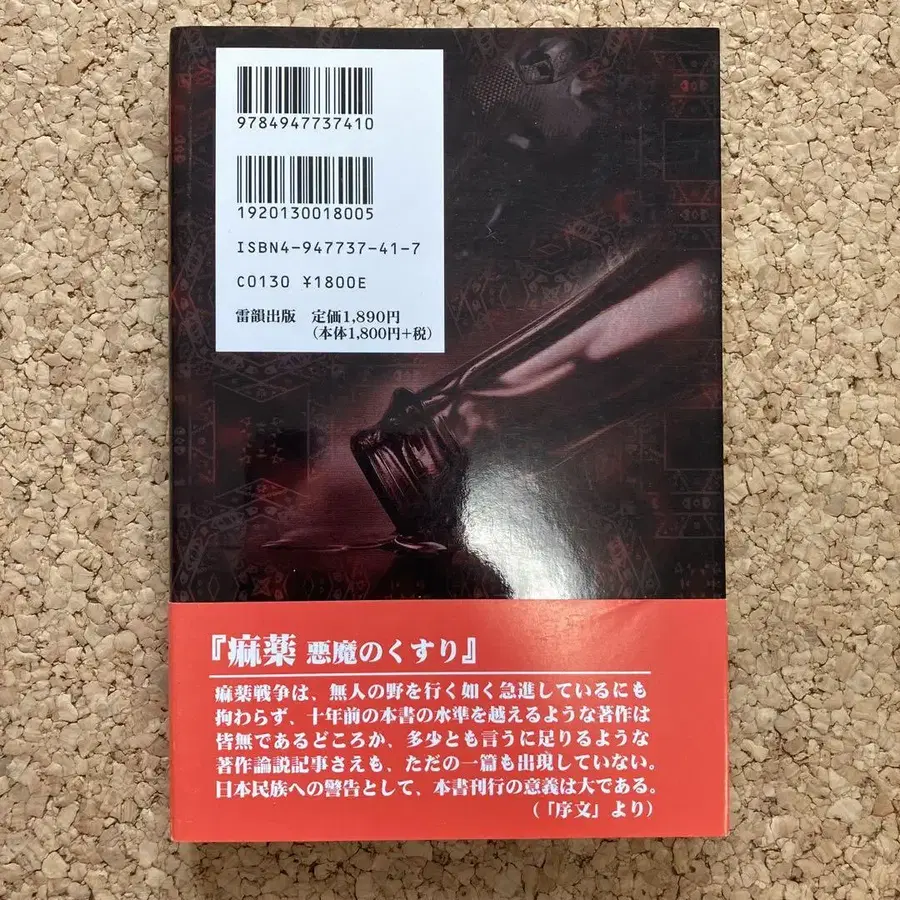 9784947737410
1920130018005
ISBN4-947737-41-7
C0130 ¥1800E
雷韻出版 定価1,890円
(本体1,800円+税)
『麻薬 悪魔のくすり』
麻薬戦争は、無人の野を行く如く急進しているにも
拘わらず、十年前の本書の水準を越えるような著作は
皆無であるどころか、多少とも言うに足りるような
著作論説記事さえも、ただの一篇も出現していない。
日本民族への警告として、本書刊行の意義は大である。
(「序文」より)